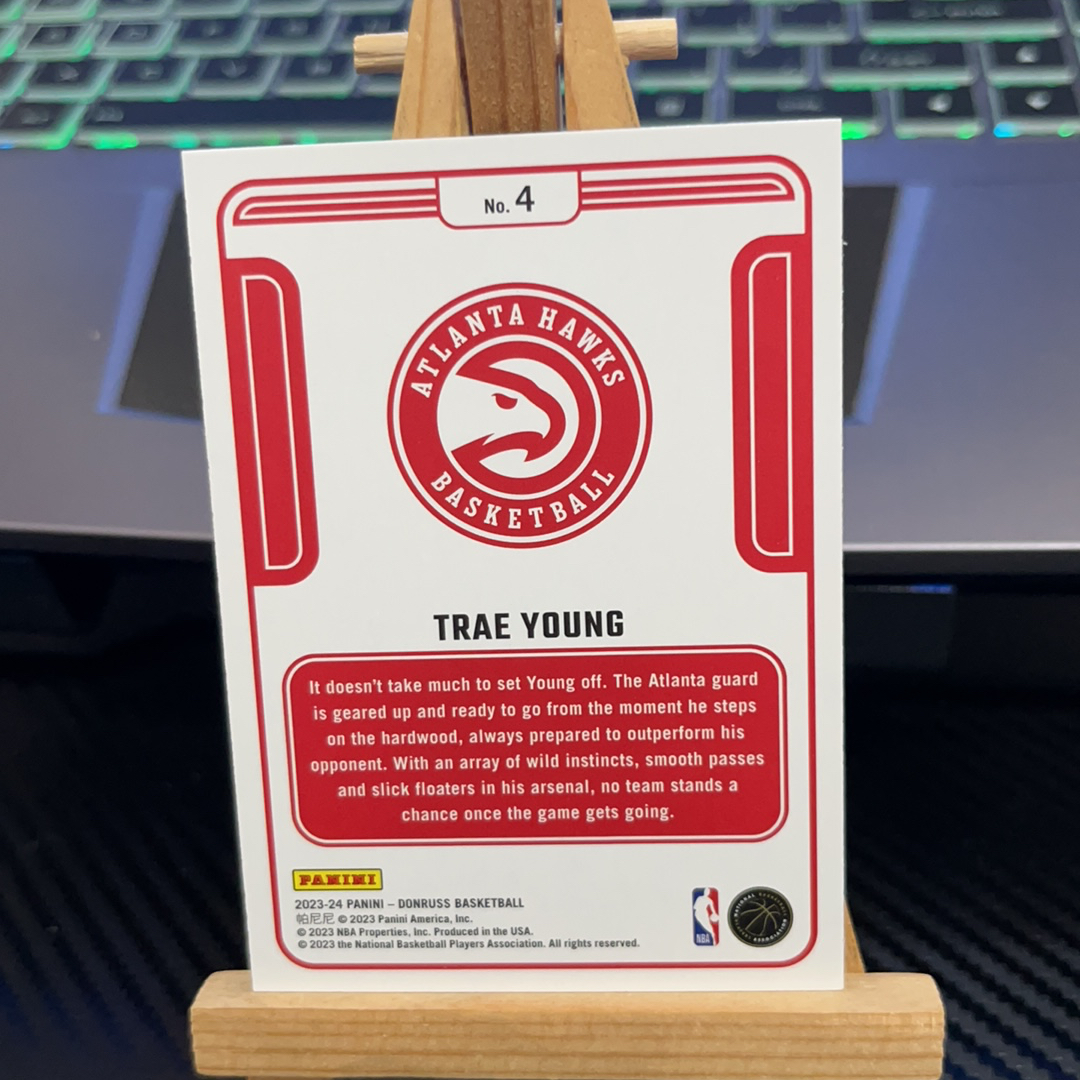 No. 4
ATLANTA HAWKS
BASKETBALL
TRAE YOUNG
It doesn't take much to set Young off. The Atlanta guard
is geared up and ready to go from the moment he steps
on the hardwood, always prepared to outperform his
opponent. With an array of wild instincts, smooth passes
and slick floaters in his arsenal, no team stands a
chance once the game gets going.
PANINI
2023-24 PANINI – DONRUSS BASKETBALL
帕尼尼 © 2023 Panini America, Inc.
© 2023 NBA Properties, Inc. Produced in the USA.
© 2023 the National Basketball Players Association. All rights reserved.
NBA
NATIONAL BASKETBALL
PLAYERS ASSOCIATION